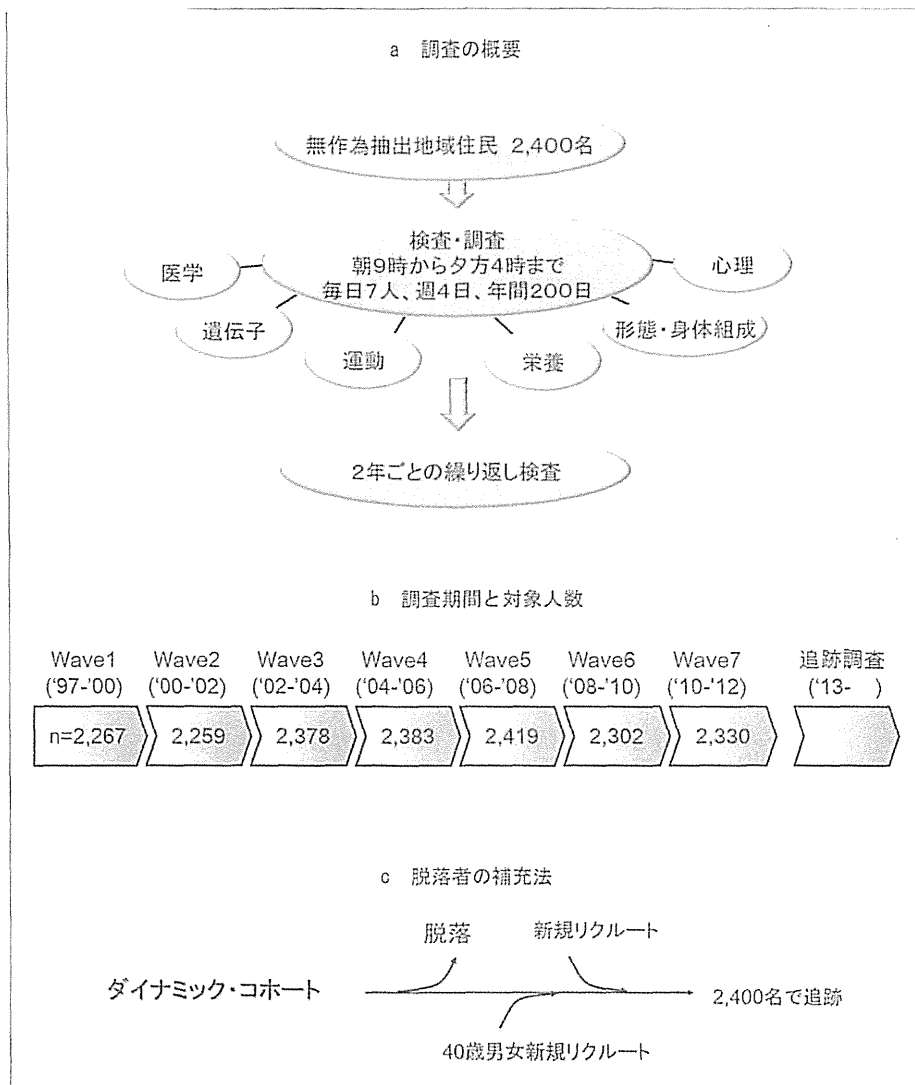 a 調査の概要
無作為抽出地域住民 2,400名
検査・調査
朝9時から夕方4時まで
毎日7人、週4日、年間200日
医学
心理
遺伝子
形態・身体組成
運動
栄養
2年ごとの繰り返し検査
b 調査期間と対象人数
Wave1 Wave2 Wave3 Wave4 Wave5 Wave6 Wave7 追跡調査
('97-'00) ('00-'02) ('02-'04) ('04-'06) ('06-'08) ('08-'10) ('10-'12) ('13- )
n=2,267 2,259 2,378 2,383 2,419 2,302 2,330
c 脱落者の補充法
脱落 新規リクルート
ダイナミック・コホート 2,400名で追跡
40歳男女新規リクルート